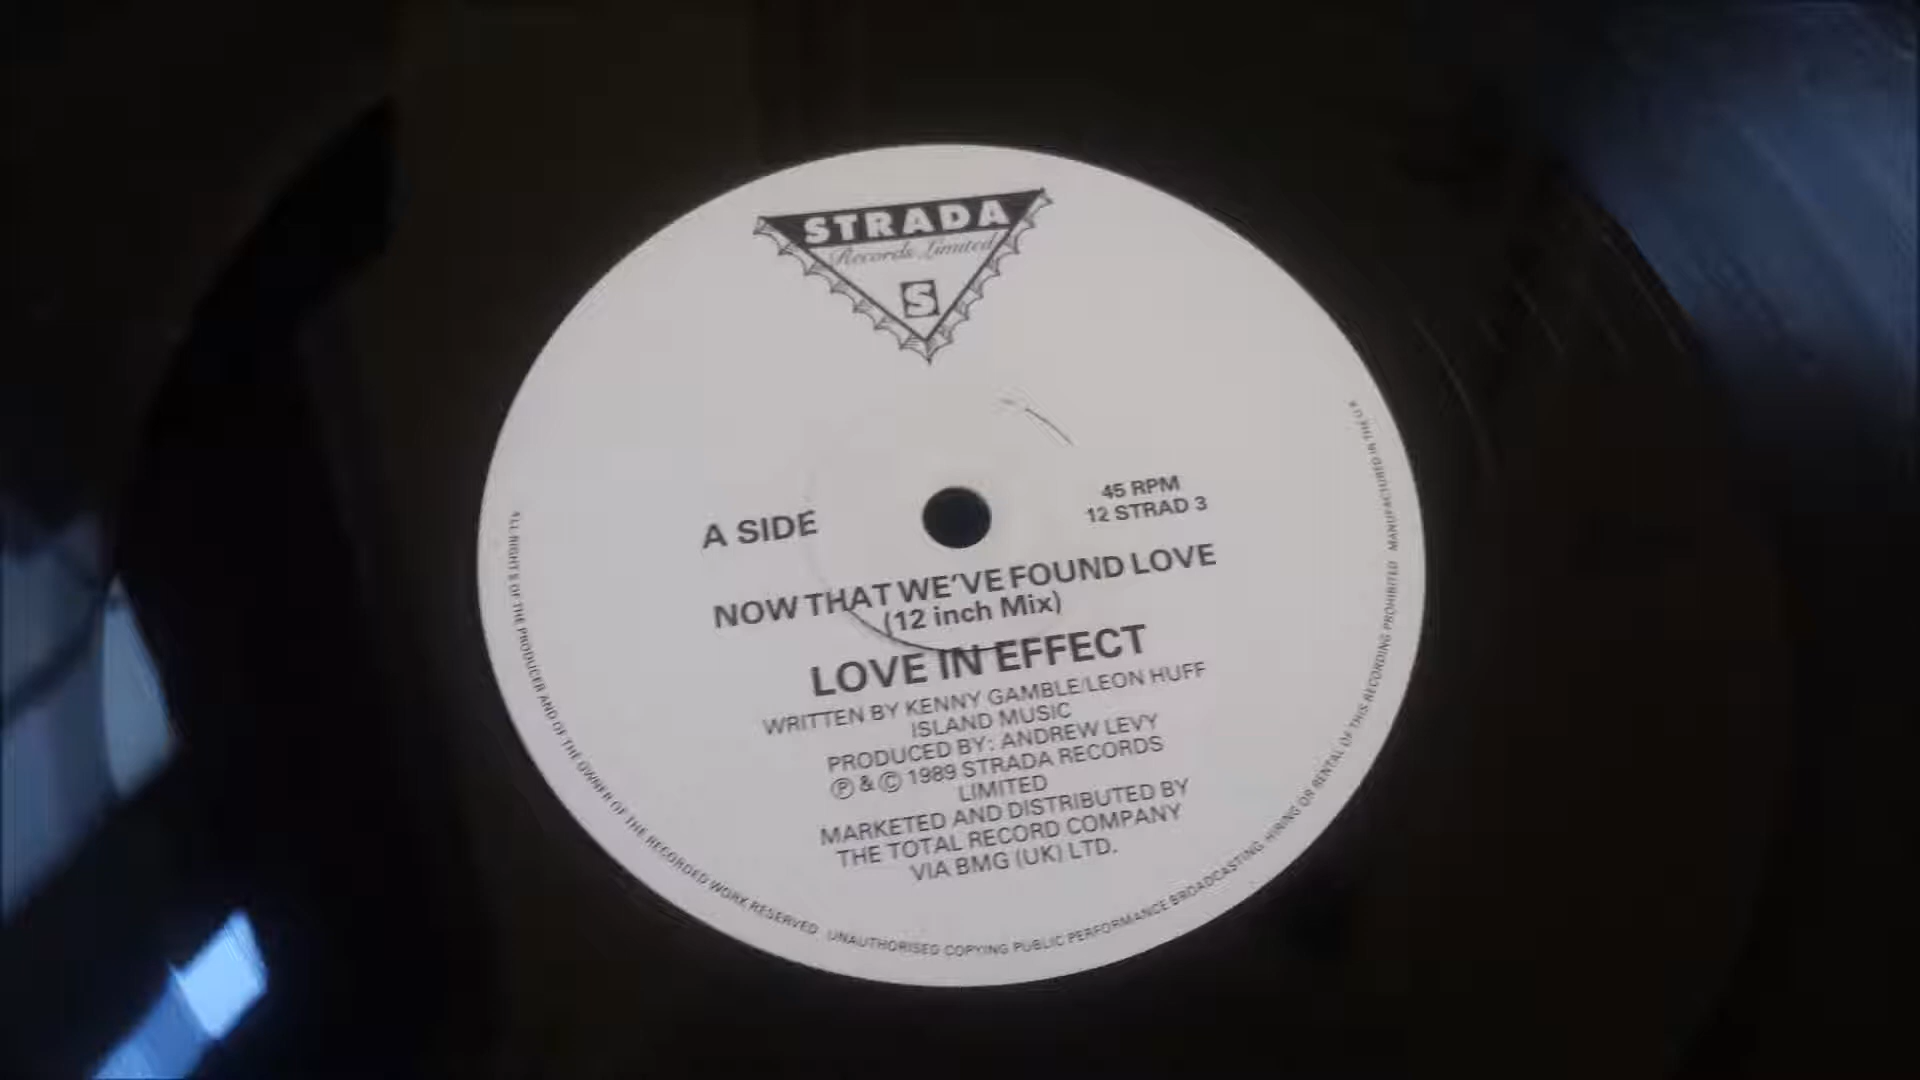 STRADA
Records Limited
S
A SIDE
45 RPM
12 STRAD 3
NOW THAT WE'VE FOUND LOVE
(12 inch Mix)
LOVE IN EFFECT
WRITTEN BY KENNY GAMBLE/LEON HUFF
ISLAND MUSIC
PRODUCED BY: ANDREW LEVY
Ⓟ & © 1989 STRADA RECORDS
LIMITED
MARKETED AND DISTRIBUTED BY
THE TOTAL RECORD COMPANY
VIA BMG (UK) LTD.
ALL RIGHTS OF THE PRODUCER AND OF THE OWNER OF THE RECORDED WORK RESERVED. UNAUTHORISED COPYING PUBLIC PERFORMANCE BROADCASTING HIRING OR RENTAL OF THIS RECORDING PROHIBITED MANUFACTURED IN THE U.K.